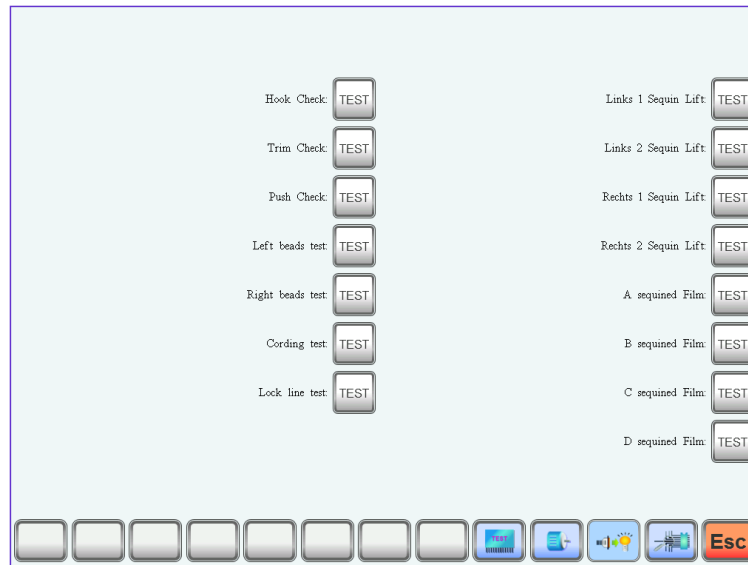 Hook Check: TEST
Links 1 Sequin Lift: TEST
Trim Check: TEST
Links 2 Sequin Lift: TEST
Push Check: TEST
Rechts 1 Sequin Lift: TEST
Left beads test: TEST
Rechts 2 Sequin Lift: TEST
Right beads test: TEST
A sequined Film: TEST
Cording test: TEST
B sequined Film: TEST
Lock line test: TEST
C sequined Film: TEST
D sequined Film: TEST
TEST
Esc